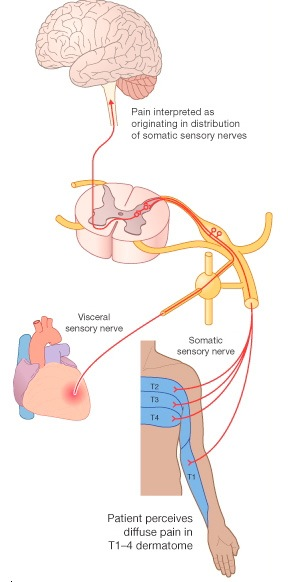 Pain interpreted as
originating in distribution
of somatic sensory nerves
Visceral
sensory nerve
Somatic
sensory nerve
T2
T3
T4
T1
Patient perceives
diffuse pain in
T1–4 dermatome